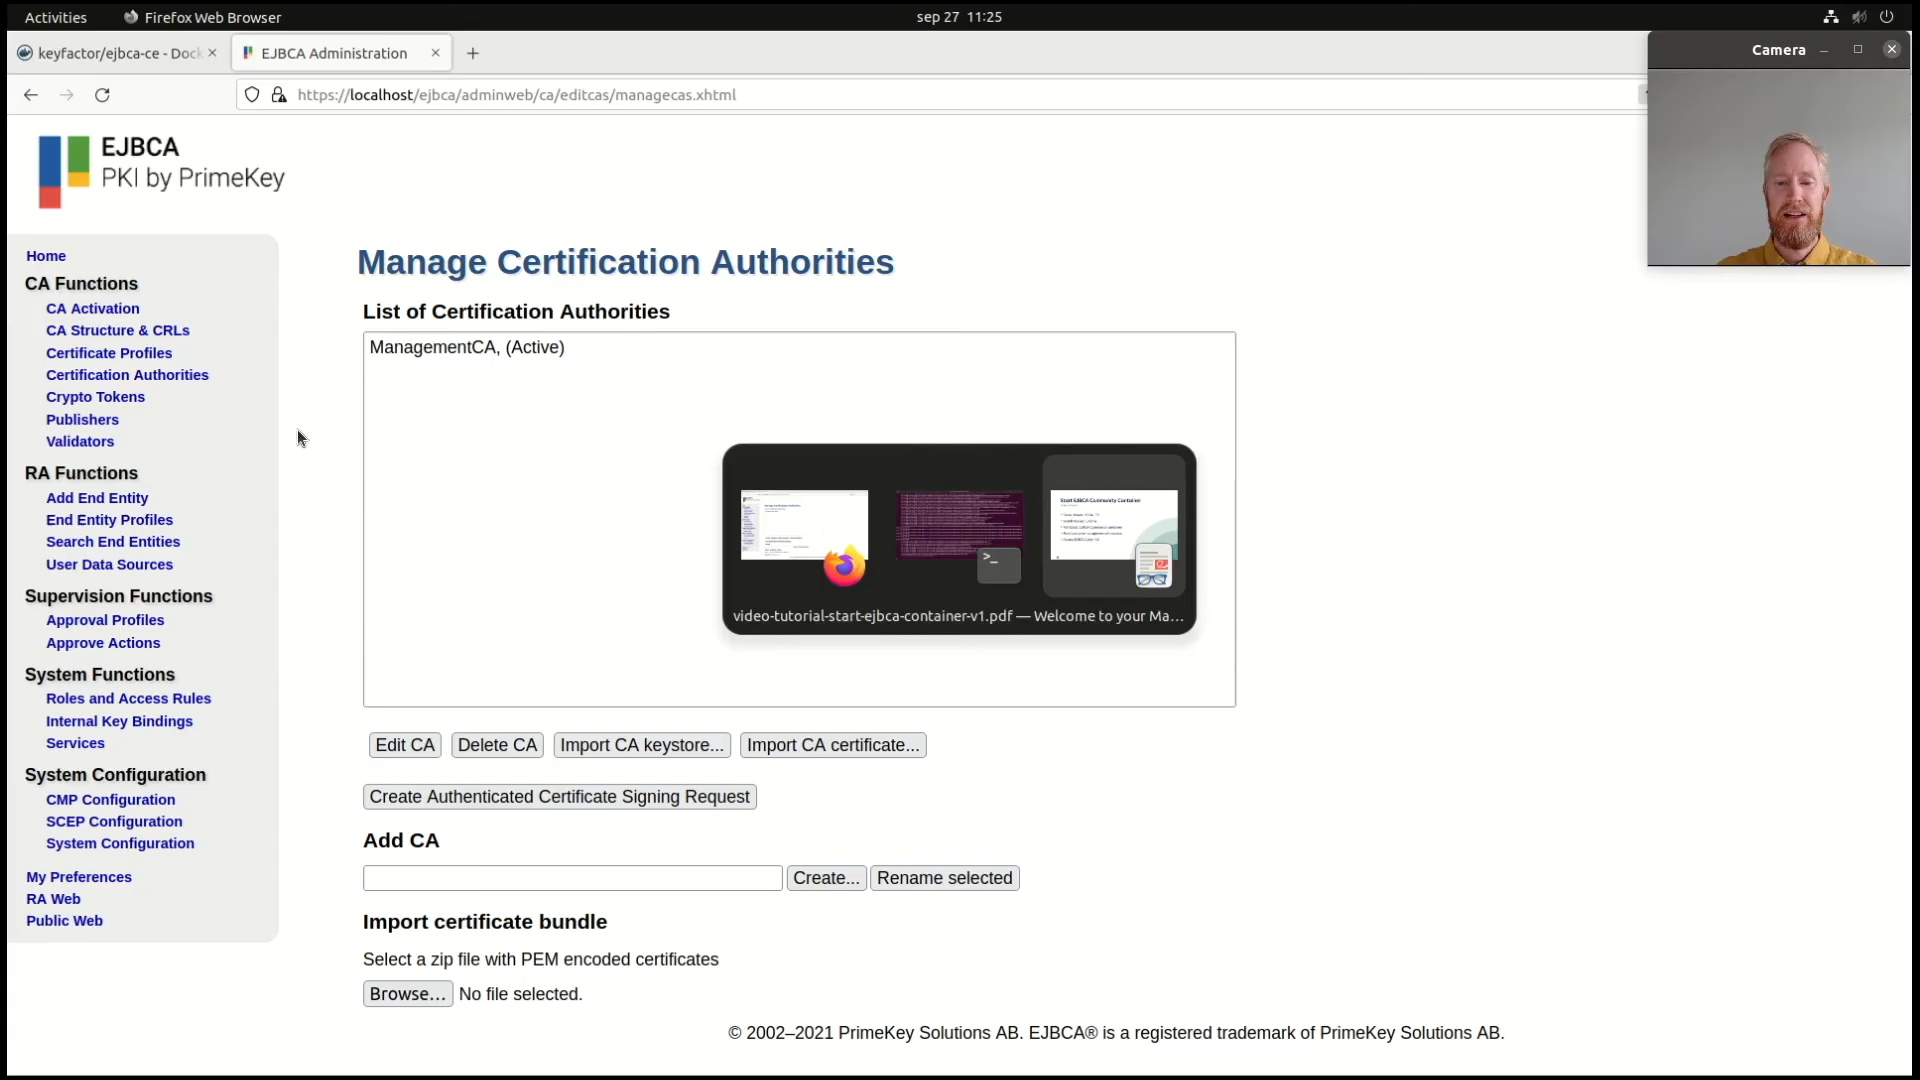 Activities
Firefox Web Browser
sep 27 11:25
keyfactor/ejbca-ce - Dock
EJBCA Administration
Camera
https://localhost/ejbca/adminweb/ca/editcas/managecas.xhtml
EJBCA
PKI by PrimeKey
Home
CA Functions
CA Activation
CA Structure & CRLs
Certificate Profiles
Certification Authorities
Crypto Tokens
Publishers
Validators
RA Functions
Add End Entity
End Entity Profiles
Search End Entities
User Data Sources
Supervision Functions
Approval Profiles
Approve Actions
System Functions
Roles and Access Rules
Internal Key Bindings
Services
System Configuration
CMP Configuration
SCEP Configuration
System Configuration
My Preferences
RA Web
Public Web
Manage Certification Authorities
List of Certification Authorities
ManagementCA, (Active)
Start EJBCA Community Container
video-tutorial-start-ejbca-container-v1.pdf — Welcome to your Ma...
Edit CA
Delete CA
Import CA keystore...
Import CA certificate...
Create Authenticated Certificate Signing Request
Add CA
Create...
Rename selected
Import certificate bundle
Select a zip file with PEM encoded certificates
Browse...
No file selected.
© 2002–2021 PrimeKey Solutions AB. EJBCA® is a registered trademark of PrimeKey Solutions AB.